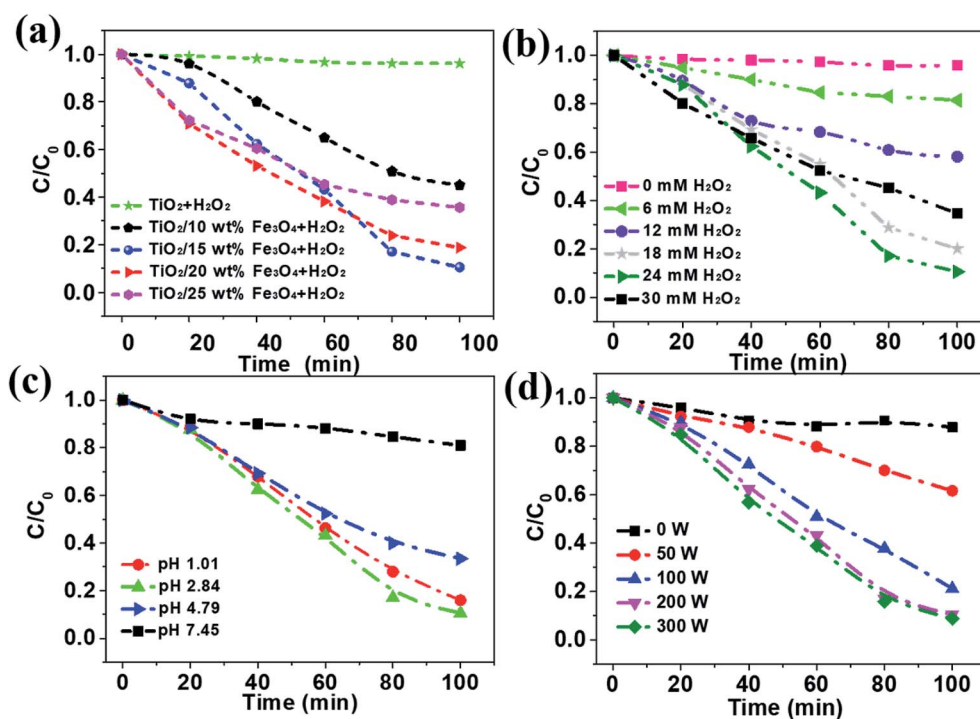 (a)
C/C₀
1.0
0.8
0.6
0.4
0.2
0.0
TiO₂+H₂O₂
TiO₂/10 wt% Fe₃O₄+H₂O₂
TiO₂/15 wt% Fe₃O₄+H₂O₂
TiO₂/20 wt% Fe₃O₄+H₂O₂
TiO₂/25 wt% Fe₃O₄+H₂O₂
0 20 40 60 80 100
Time (min)
(b)
C/C₀
1.0
0.8
0.6
0.4
0.2
0.0
0 mM H₂O₂
6 mM H₂O₂
12 mM H₂O₂
18 mM H₂O₂
24 mM H₂O₂
30 mM H₂O₂
0 20 40 60 80 100
Time (min)
(c)
C/C₀
1.0
0.8
0.6
0.4
0.2
0.0
pH 1.01
pH 2.84
pH 4.79
pH 7.45
0 20 40 60 80 100
Time (min)
(d)
C/C₀
1.0
0.8
0.6
0.4
0.2
0.0
0 W
50 W
100 W
200 W
300 W
0 20 40 60 80 100
Time (min)